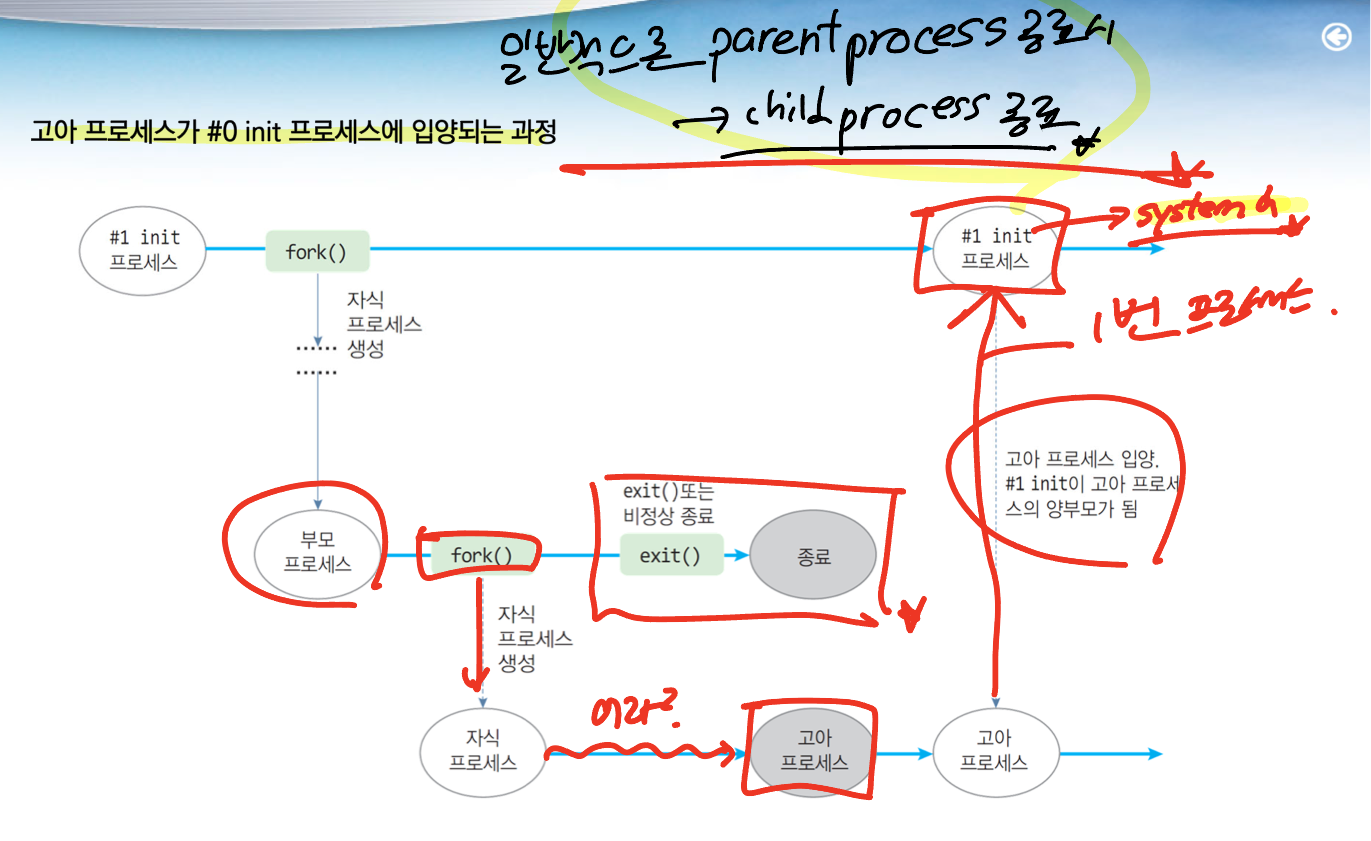 일반적으로 parent process 종료시
→ child process 종료
고아 프로세스가 #0 init 프로세스에 입양되는 과정
#1 init
프로세스
fork()
#1 init
프로세스
system d
자식
프로세스
생성
......
......
1번 프로세스.
고아 프로세스 입양.
#1 init이 고아 프로세
스의 양부모가 됨
exit()또는
비정상 종료
부모
프로세스
fork()
exit()
종료
자식
프로세스
생성
어라?
자식
프로세스
고아
프로세스
고아
프로세스